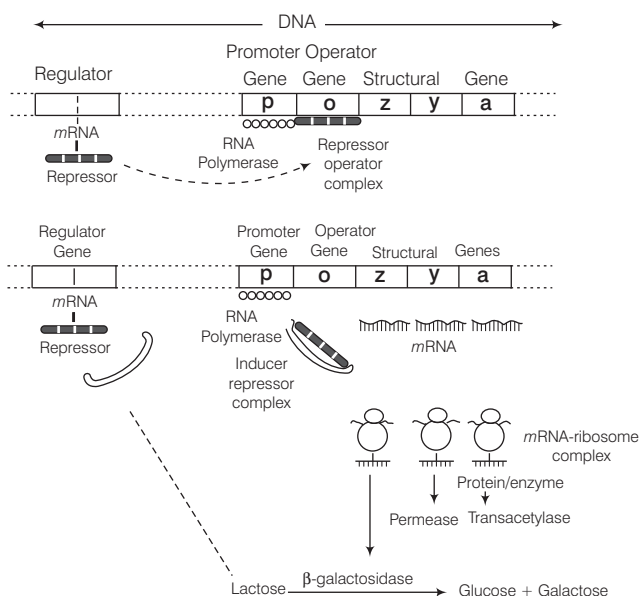 DNA
Promoter Operator
Regulator
Gene Gene Structural Gene
p o z y a
mRNA
RNA
Polymerase
Repressor
operator
complex
Repressor
Regulator
Gene
Promoter
Gene
Operator
Gene
Structural
Genes
p o z y a
mRNA
RNA
Polymerase
Repressor
Inducer
repressor
complex
mRNA
mRNA-ribosome
complex
Protein/enzyme
Permease Transacetylase
Lactose β-galactosidase Glucose + Galactose